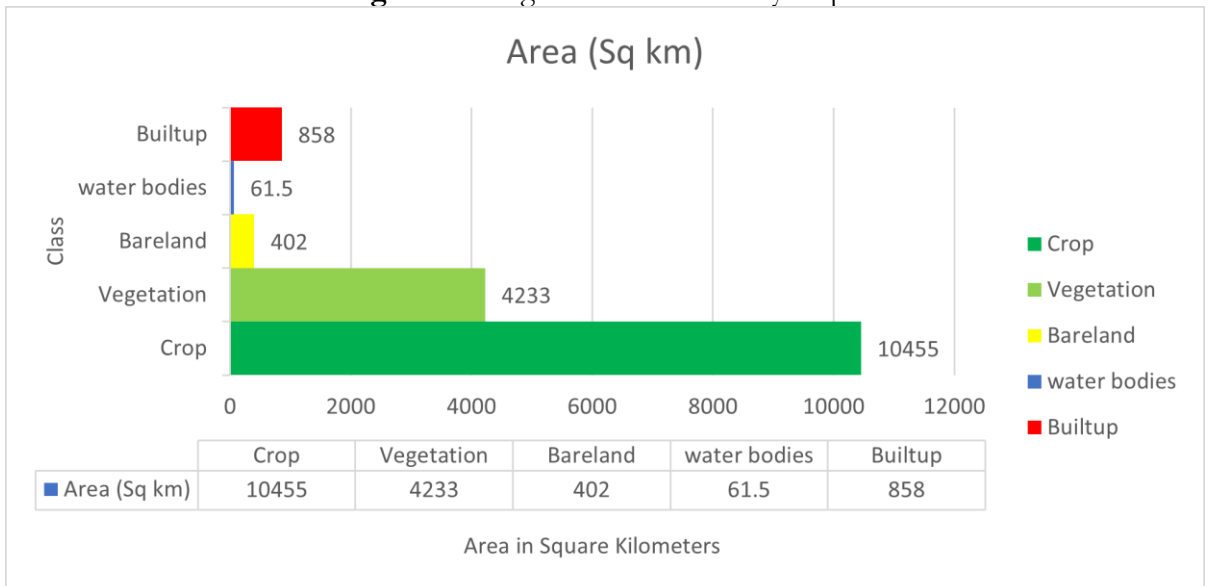 Area (Sq km)
Builtup
858
water bodies
61.5
Bareland
402
Vegetation
4233
Crop
10455
Class
0 2000 4000 6000 8000 10000 12000
Crop
Vegetation
Bareland
water bodies
Builtup
Crop Vegetation Bareland water bodies Builtup
Area (Sq km) 10455 4233 402 61.5 858
Area in Square Kilometers